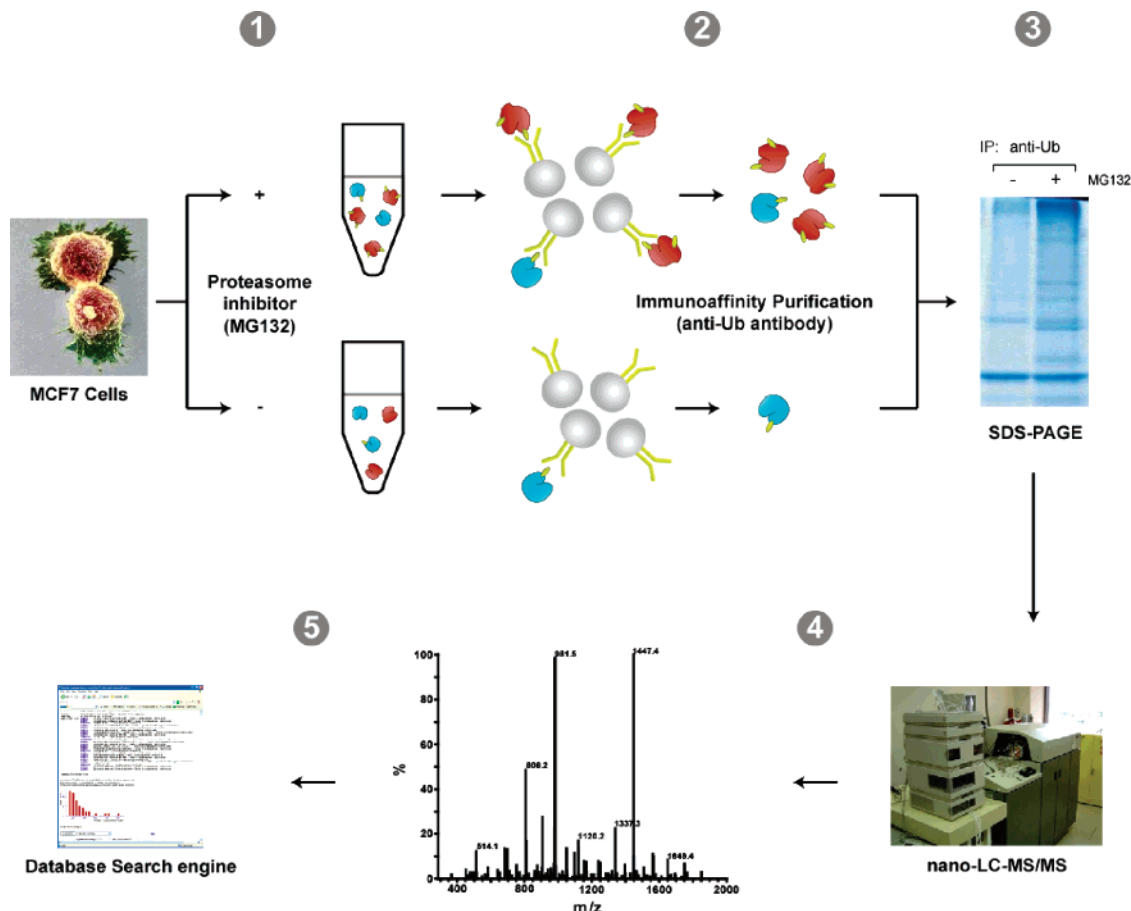 1
2
3
IP: anti-Ub
- +
MG132
+
Proteasome
inhibitor
(MG132)
Immunoaffinity Purification
(anti-Ub antibody)
MCF7 Cells
-
SDS-PAGE
5
4
100
80
60
40
20
0
%
981.5
1447.4
808.2
514.1
1120.2
1337.3
1649.4
400
800
1200
1600
2000
m/z
Database Search engine
nano-LC-MS/MS